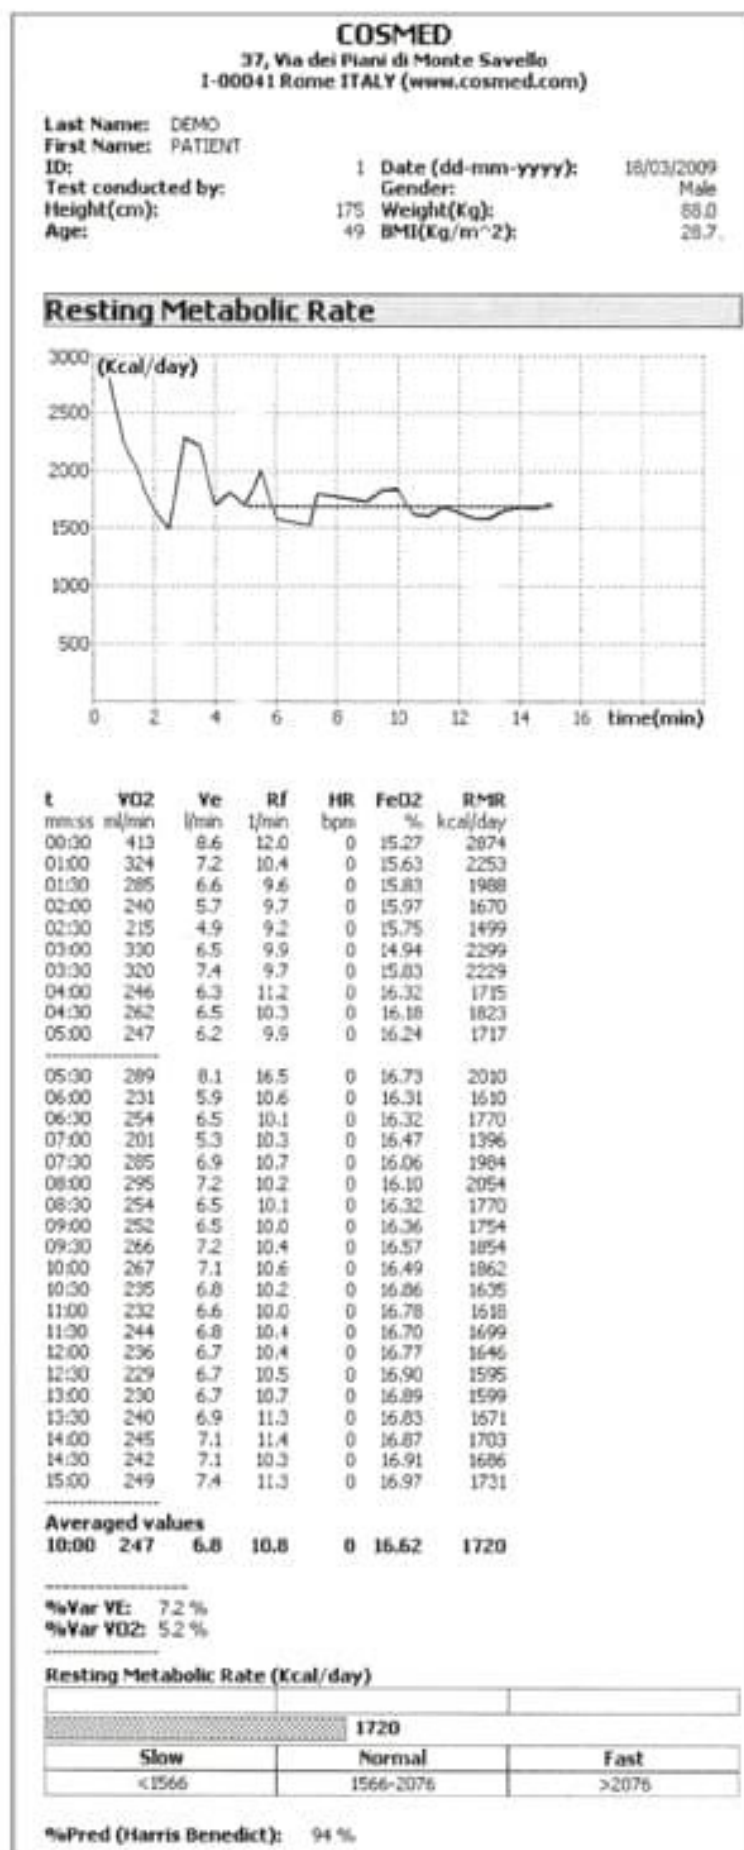 COSMED
37, Via dei Piani di Monte Savello
I-00041 Rome ITALY (www.cosmed.com)
Last Name: DEMO
First Name: PATIENT
ID: 1 Date (dd-mm-yyyy): 18/03/2009
Test conducted by: Gender: Male
Height(cm): 175 Weight(Kg): 88.0
Age: 49 BMI(Kg/m^2): 28.7
Resting Metabolic Rate
3000 (Kcal/day)
2500
2000
1500
1000
500
0 2 4 6 8 10 12 14 16 time(min)
t VO2 Ve Rf HR FeO2 RMR
mm:ss ml/min l/min 1/min bpm % kcal/day
00:30 413 8.6 12.0 0 15.27 2874
01:00 324 7.2 10.4 0 15.63 2253
01:30 285 6.6 9.6 0 15.83 1988
02:00 240 5.7 9.7 0 15.97 1670
02:30 215 4.9 9.2 0 15.75 1499
03:00 330 6.5 9.9 0 14.94 2299
03:30 320 7.4 9.7 0 15.83 2229
04:00 246 6.3 11.2 0 16.32 1715
04:30 262 6.5 10.3 0 16.18 1823
05:00 247 6.2 9.9 0 16.24 1717
--------------------
05:30 289 8.1 16.5 0 16.73 2010
06:00 231 5.9 10.6 0 16.31 1610
06:30 254 6.5 10.1 0 16.32 1770
07:00 201 5.3 10.3 0 16.47 1396
07:30 285 6.9 10.7 0 16.06 1984
08:00 295 7.2 10.2 0 16.10 2054
08:30 254 6.5 10.1 0 16.32 1770
09:00 252 6.5 10.0 0 16.36 1754
09:30 266 7.2 10.4 0 16.57 1854
10:00 267 7.1 10.6 0 16.49 1862
10:30 235 6.8 10.2 0 16.86 1635
11:00 232 6.6 10.0 0 16.78 1618
11:30 244 6.8 10.4 0 16.70 1699
12:00 236 6.7 10.4 0 16.77 1646
12:30 229 6.7 10.5 0 16.90 1595
13:00 230 6.7 10.7 0 16.89 1599
13:30 240 6.9 11.3 0 16.83 1671
14:00 245 7.1 11.4 0 16.87 1703
14:30 242 7.1 10.3 0 16.91 1686
15:00 249 7.4 11.3 0 16.97 1731
--------------------
Averaged values
10:00 247 6.8 10.8 0 16.62 1720
--------------------
%Var VE: 7.2 %
%Var VO2: 5.2 %
--------------------
Resting Metabolic Rate (Kcal/day)
1720
Slow Normal Fast
<1566 1566-2076 >2076
%Pred (Harris Benedict): 94 %